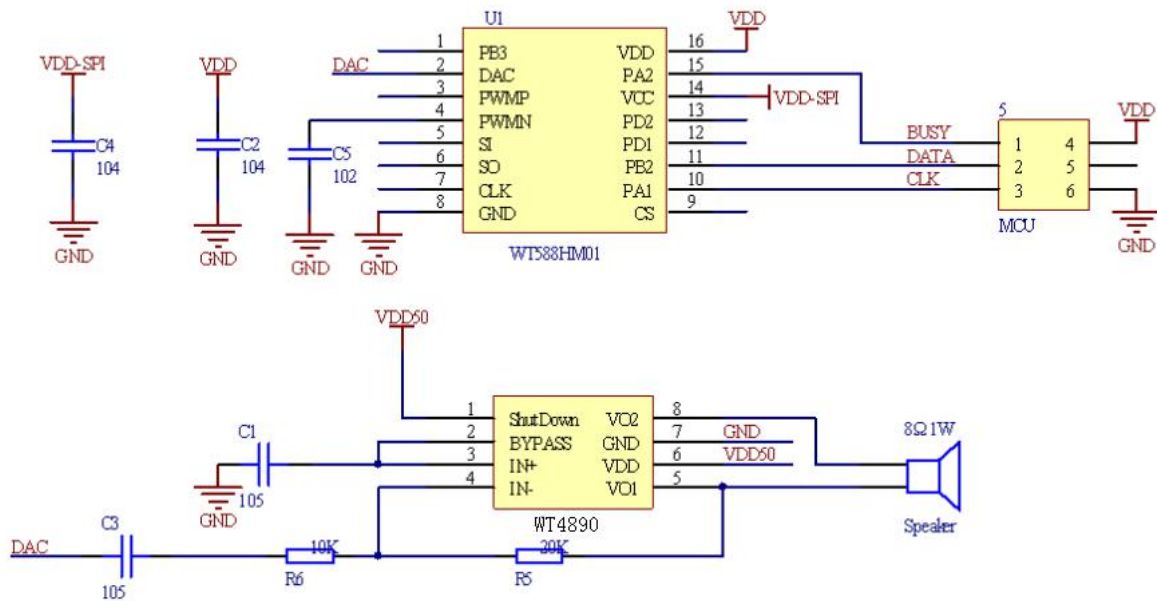 U1
VDD
VDD-SPI
VDD
DAC
1
2
3
4
5
6
7
8
PB3
DAC
PWMP
PWMN
SI
SO
CLK
GND
VDD
PA2
VCC
PD2
PD1
PB2
PA1
CS
16
15
14
13
12
11
10
9
VDD-SPI
C4
104
C2
104
C5
102
GND
GND
GND
GND
WT588HM01
BUSY
DATA
CLK
5
1 4
2 5
3 6
MCU
VDD
GND
VDD50
1
2
3
4
ShutDown
BYPASS
IN+
IN-
VO2
GND
VDD
VO1
8
7
6
5
GND
VDD50
WT4890
C1
105
GND
8Ω1W
Speaker
DAC
C3
105
10K
R6
20K
R5